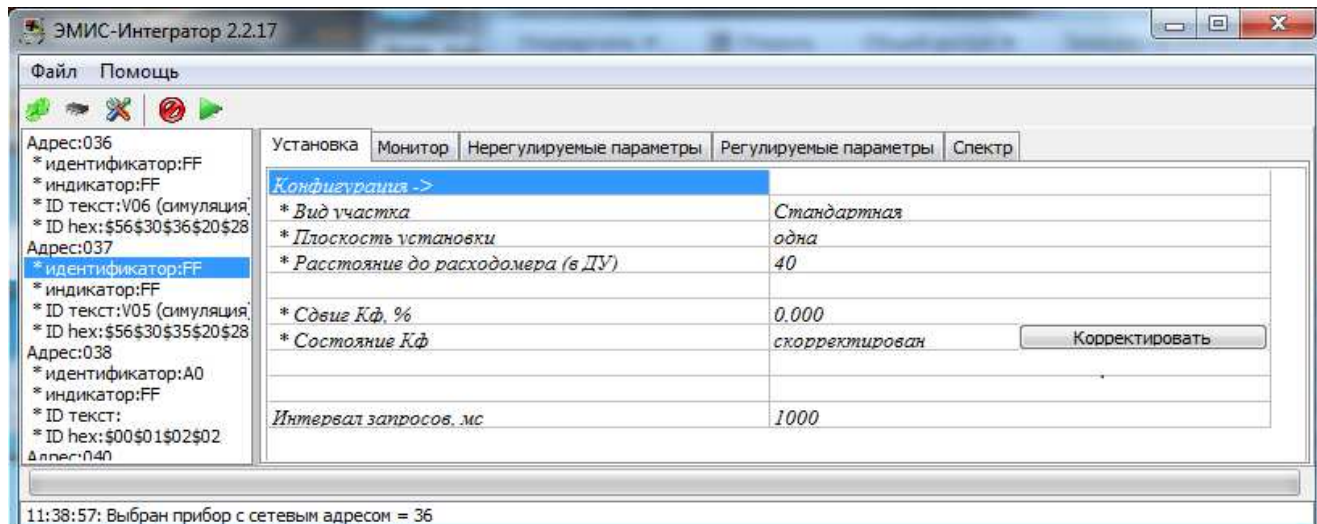 ЭМИС-Интегратор 2.2.17
Файл Помощь
Адрес:036
* идентификатор:FF
* индикатор:FF
* ID текст:V06 (симуляция)
* ID hex:$56$30$36$20$28
Адрес:037
* идентификатор:FF
* индикатор:FF
* ID текст:V05 (симуляция)
* ID hex:$56$30$35$20$28
Адрес:038
* идентификатор:A0
* индикатор:FF
* ID текст:
* ID hex:$00$01$02$02
Адрес:040
Установка Монитор Нерегулируемые параметры Регулируемые параметры Спектр
Конфигурация ->
* Вид участка Стандартная
* Плоскость установки одна
* Расстояние до расходомера (в ДУ) 40
* Сдвиг Кф, % 0,000
* Состояние Кф скорректирован Корректировать
Интервал запросов, мс 1000
11:38:57: Выбран прибор с сетевым адресом = 36